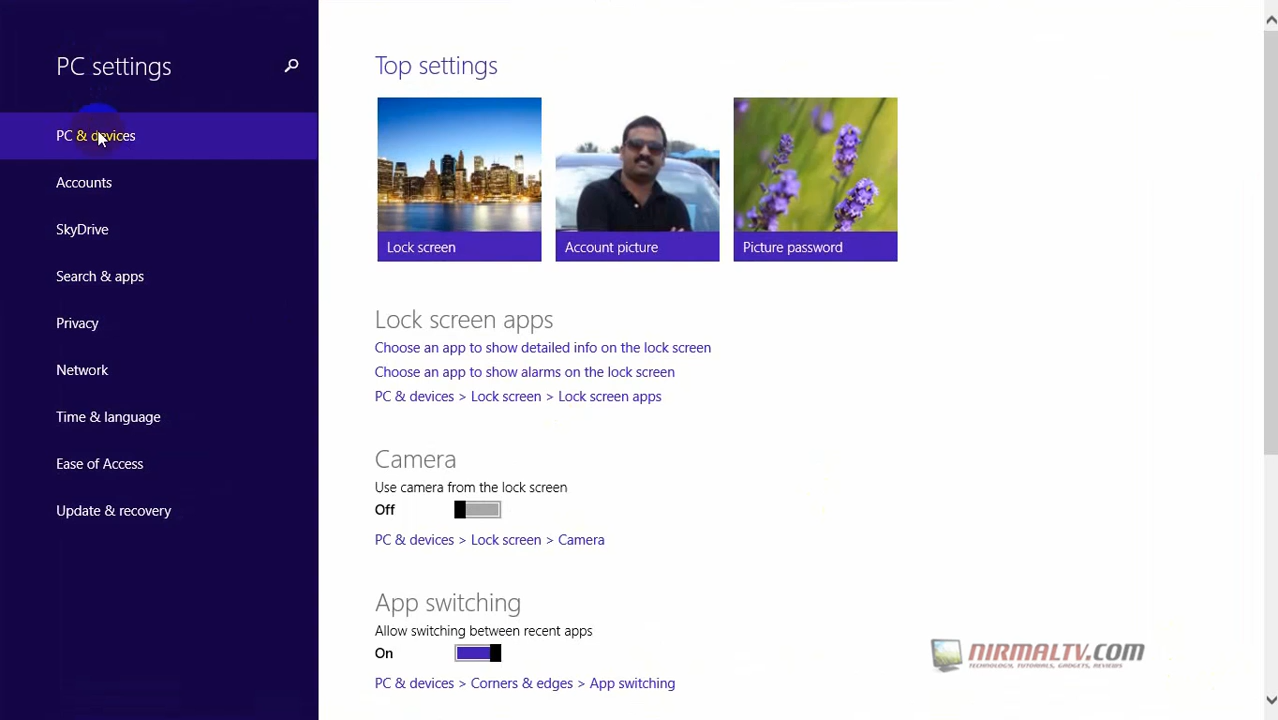 PC settings
PC & devices
Accounts
SkyDrive
Search & apps
Privacy
Network
Time & language
Ease of Access
Update & recovery
Top settings
Lock screen
Account picture
Picture password
Lock screen apps
Choose an app to show detailed info on the lock screen
Choose an app to show alarms on the lock screen
PC & devices > Lock screen > Lock screen apps
Camera
Use camera from the lock screen
Off
PC & devices > Lock screen > Camera
App switching
Allow switching between recent apps
On
PC & devices > Corners & edges > App switching
NIRMALTV.COM
TECHNOLOGY, TUTORIALS, GADGETS, REVIEWS